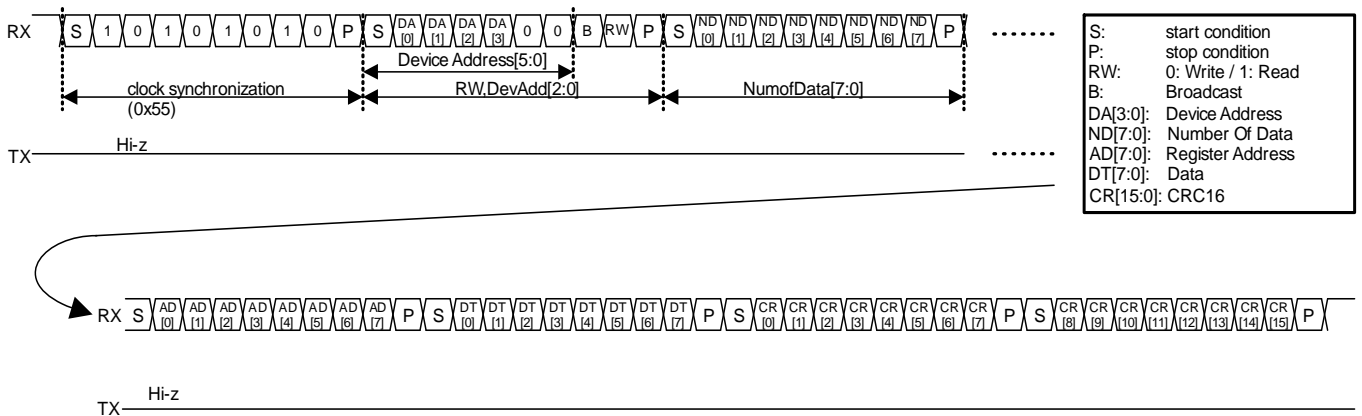 RX S 1 0 1 0 1 0 1 0 P S DA [0] DA [1] DA [2] DA [3] 0 0 B RW P S ND [0] ND [1] ND [2] ND [3] ND [4] ND [5] ND [6] ND [7] P
Device Address[5:0]
clock synchronization
(0x55)
RW,DevAdd[2:0]
NumofData[7:0]
TX Hi-z
S: start condition
P: stop condition
RW: 0: Write / 1: Read
B: Broadcast
DA[3:0]: Device Address
ND[7:0]: Number Of Data
AD[7:0]: Register Address
DT[7:0]: Data
CR[15:0]: CRC16
RX S AD [0] AD [1] AD [2] AD [3] AD [4] AD [5] AD [6] AD [7] P S DT [0] DT [1] DT [2] DT [3] DT [4] DT [5] DT [6] DT [7] P S CR [0] CR [1] CR [2] CR [3] CR [4] CR [5] CR [6] CR [7] P S CR [8] CR [9] CR [10] CR [11] CR [12] CR [13] CR [14] CR [15] P
TX Hi-z